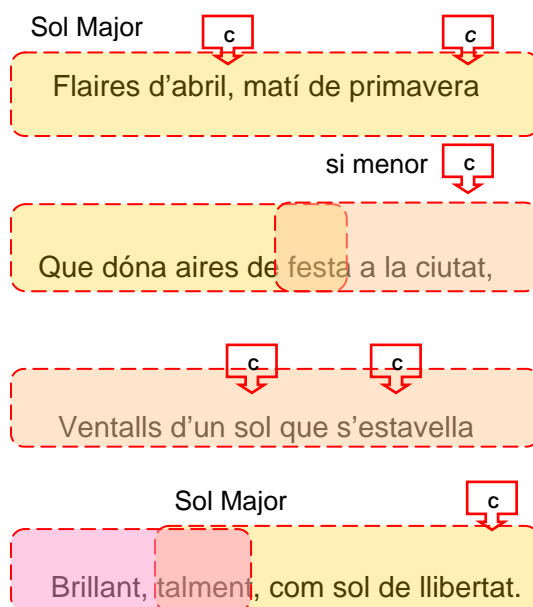 Sol Major
C C
Flaires d’abril, matí de primavera
si menor C
Que dóna aires de festa a la ciutat,
C C
Ventalls d’un sol que s’estavella
Sol Major C
Brillant, talment, com sol de llibertat.